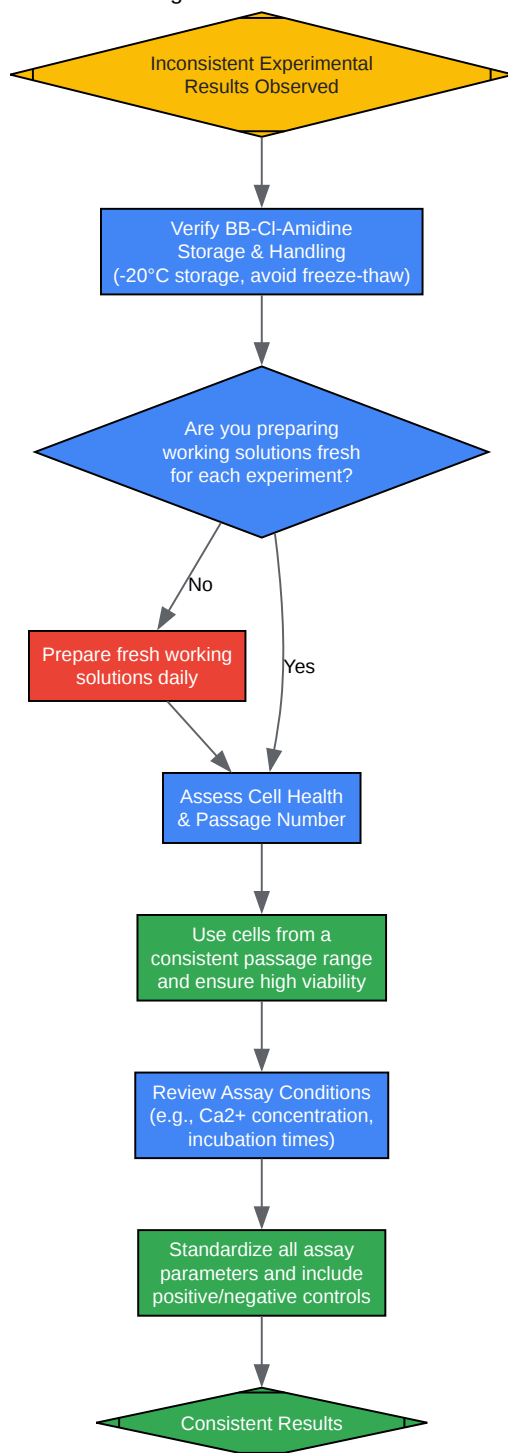 Inconsistent Experimental
Results Observed
Verify BB-Cl-Amidine
Storage & Handling
(-20°C storage, avoid freeze-thaw)
Are you preparing
working solutions fresh
for each experiment?
No
Yes
Prepare fresh working
solutions daily
Assess Cell Health
& Passage Number
Use cells from a
consistent passage range
and ensure high viability
Review Assay Conditions
(e.g., Ca2+ concentration,
incubation times)
Standardize all assay
parameters and include
positive/negative controls
Consistent Results